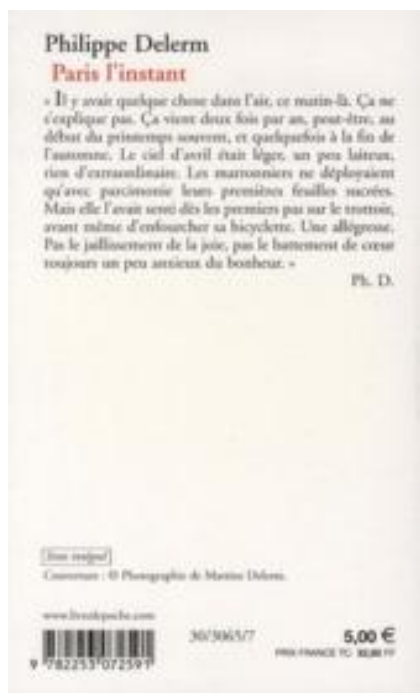 Philippe Delerm
Paris l'instant
« Il y avait quelque chose dans l'air, ce matin-là. Ça ne
s'explique pas. Ça vient deux fois par an, peut-être, au
début du printemps souvent, et quelquefois à la fin de
l'automne. Le ciel d'avril était léger, un peu laiteux,
rien d'extraordinaire. Les marronniers ne déployaient
qu'avec parcimonie leurs premières feuilles sucrées.
Mais elle l'avait senti dès les premiers pas sur le trottoir,
avant même d'enfourcher sa bicyclette. Une allégresse.
Pas le jaillissement de la joie, pas le battement de cœur
toujours un peu anxieux du bonheur. »
Ph. D.
Texte intégral
Couverture : © Photographie de Martine Delerm.
www.livredepoche.com
30/3065/7
5,00 €
PRIX FRANCE TC
9 782253 072591